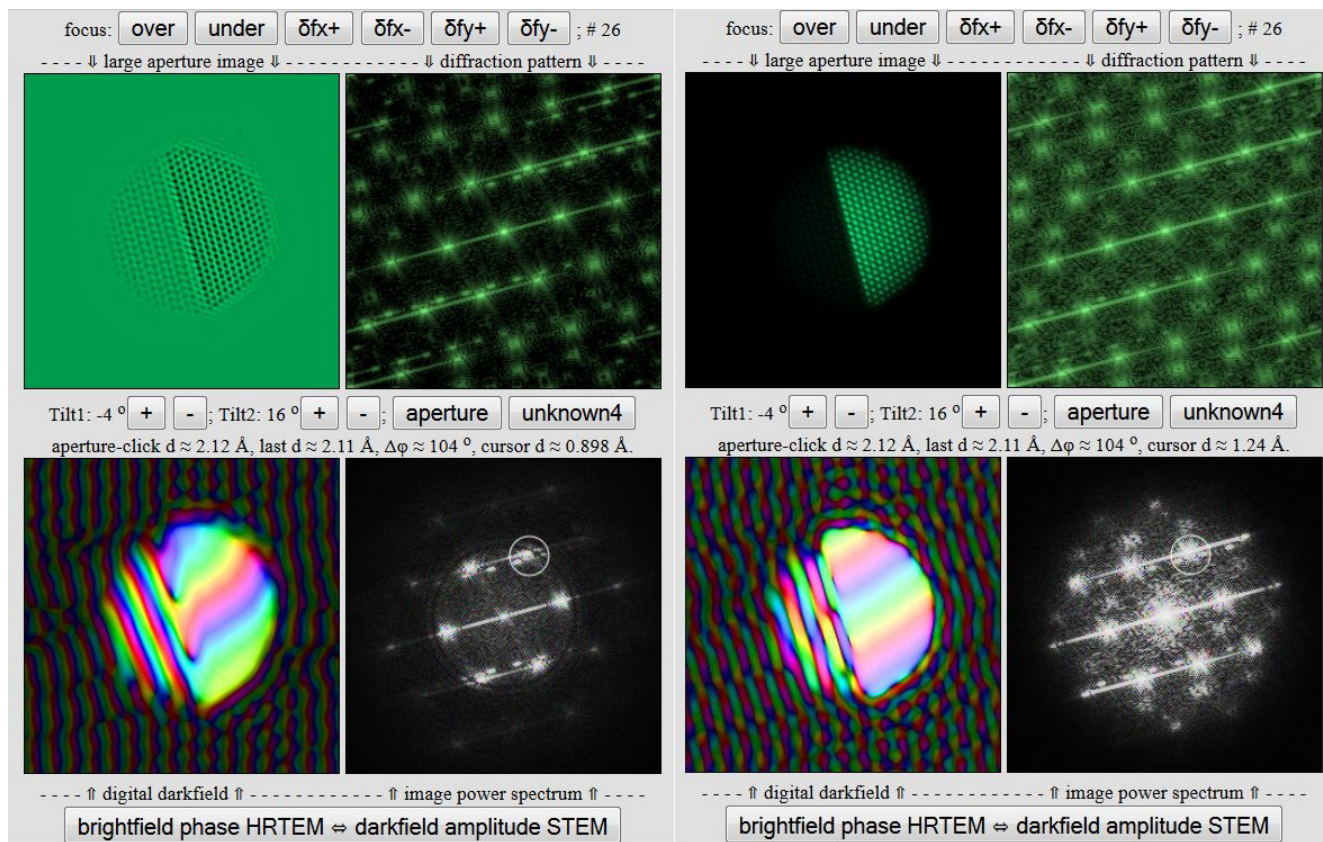 focus: over under δfx+ δfx- δfy+ δfy- ; # 26
- - - - ⇓ large aperture image ⇓ - - - - - - - - - - - - ⇓ diffraction pattern ⇓ - - - -
Tilt1: -4 º + - ; Tilt2: 16 º + - ; aperture unknown4
aperture-click d ≈ 2.12 Å, last d ≈ 2.11 Å, Δφ ≈ 104 º, cursor d ≈ 0.898 Å.
- - - - ⇑ digital darkfield ⇑ - - - - - - - - - - - - - - ⇑ image power spectrum ⇑ - - - -
brightfield phase HRTEM ⇔ darkfield amplitude STEM
focus: over under δfx+ δfx- δfy+ δfy- ; # 26
- - - - ⇓ large aperture image ⇓ - - - - - - - - - - - - ⇓ diffraction pattern ⇓ - - - -
Tilt1: -4 º + - ; Tilt2: 16 º + - ; aperture unknown4
aperture-click d ≈ 2.12 Å, last d ≈ 2.11 Å, Δφ ≈ 104 º, cursor d ≈ 1.24 Å.
- - - - ⇑ digital darkfield ⇑ - - - - - - - - - - - - - - ⇑ image power spectrum ⇑ - - - -
brightfield phase HRTEM ⇔ darkfield amplitude STEM